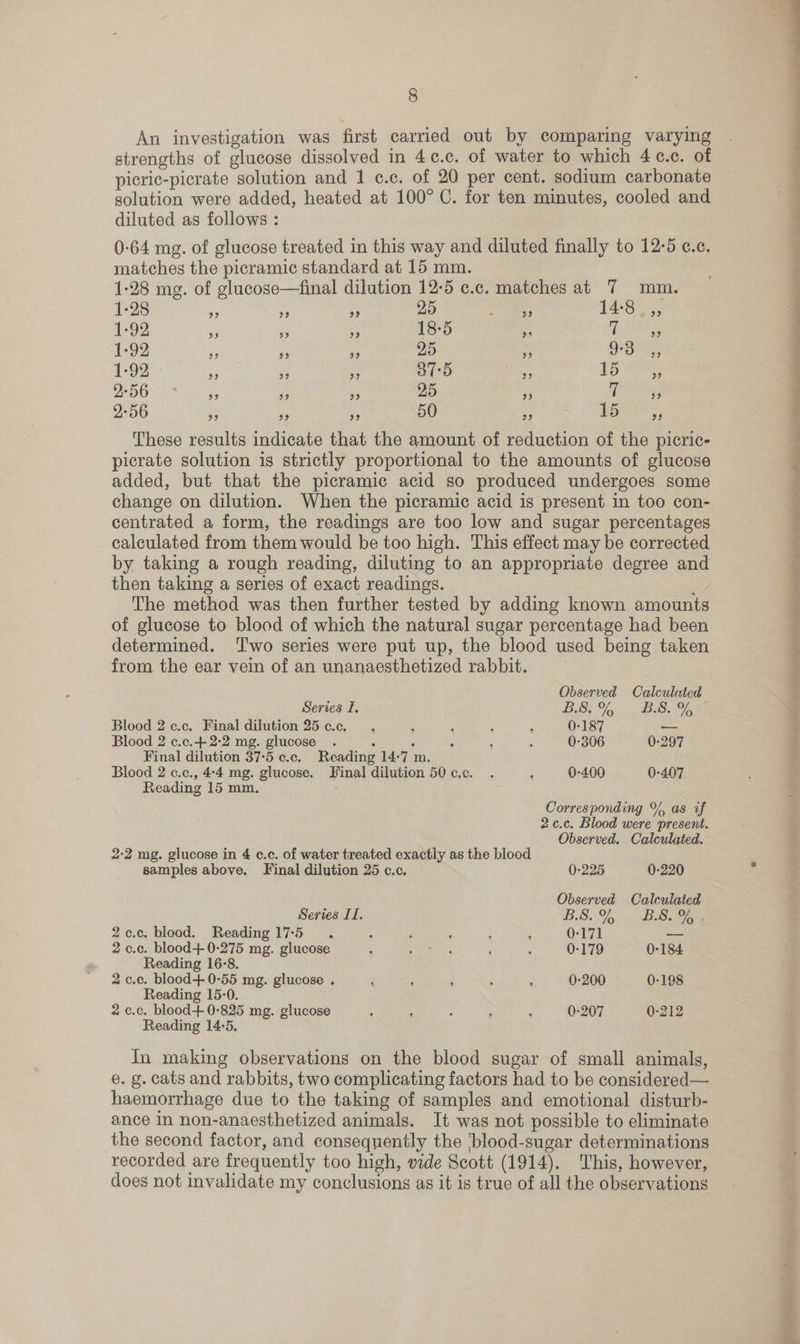 8
An investigation was first carried out by comparing varying
strengths of glucose dissolved in 4 c.c. of water to which 4 c.c. of
picric-picrate solution and 1 c.c. of 20 per cent. sodium carbonate
solution were added, heated at 100° C. for ten minutes, cooled and
diluted as follows :
0·64 mg. of glucose treated in this way and diluted finally to 12·5 c.c.
matches the picramic standard at 15 mm.
1·28 mg. of glucose—final dilution 12·5 c.c. matches at 7 mm.
1·28 ,, ,, ,, 25 ,, 14·8 ,,
1·92 ,, ,, ,, 18·5 ,, 7 ,,
1·92 ,, ,, ,, 25 ,, 9·3 ,,
1·92 ,, ,, ,, 37·5 ,, 15 ,,
2·56 ,, ,, ,, 25 ,, 7 ,,
2·56 ,, ,, ,, 50 ,, 15 ,,
These results indicate that the amount of reduction of the picric-
picrate solution is strictly proportional to the amounts of glucose
added, but that the picramic acid so produced undergoes some
change on dilution. When the picramic acid is present in too con-
centrated a form, the readings are too low and sugar percentages
calculated from them would be too high. This effect may be corrected
by taking a rough reading, diluting to an appropriate degree and
then taking a series of exact readings.
The method was then further tested by adding known amounts
of glucose to blood of which the natural sugar percentage had been
determined. Two series were put up, the blood used being taken
from the ear vein of an unanaesthetized rabbit.
Observed Calculated
Series I. B.S. % B.S. %
Blood 2 c.c. Final dilution 25 c.c. . . . . . 0·187 —
Blood 2 c.c.+2·2 mg. glucose . . . . . . 0·306 0·297
Final dilution 37·5 c.c. Reading 14·7 m.
Blood 2 c.c., 4·4 mg. glucose. Final dilution 50 c.c. . . 0·400 0·407
Reading 15 mm.
Corresponding % as if
2 c.c. Blood were present.
Observed. Calculated.
2·2 mg. glucose in 4 c.c. of water treated exactly as the blood
samples above. Final dilution 25 c.c. 0·225 0·220
Observed Calculated
Series II. B.S. % B.S. %
2 c.c. blood. Reading 17·5 . . . . . . 0·171 —
2 c.c. blood+0·275 mg. glucose . . . . . 0·179 0·184
Reading 16·8.
2 c.c. blood+0·55 mg. glucose . . . . . . 0·200 0·198
Reading 15·0.
2 c.c. blood+0·825 mg. glucose . . . . . 0·207 0·212
Reading 14·5.
In making observations on the blood sugar of small animals,
e. g. cats and rabbits, two complicating factors had to be considered—
haemorrhage due to the taking of samples and emotional disturb-
ance in non-anaesthetized animals. It was not possible to eliminate
the second factor, and consequently the blood-sugar determinations
recorded are frequently too high, vide Scott (1914). This, however,
does not invalidate my conclusions as it is true of all the observations